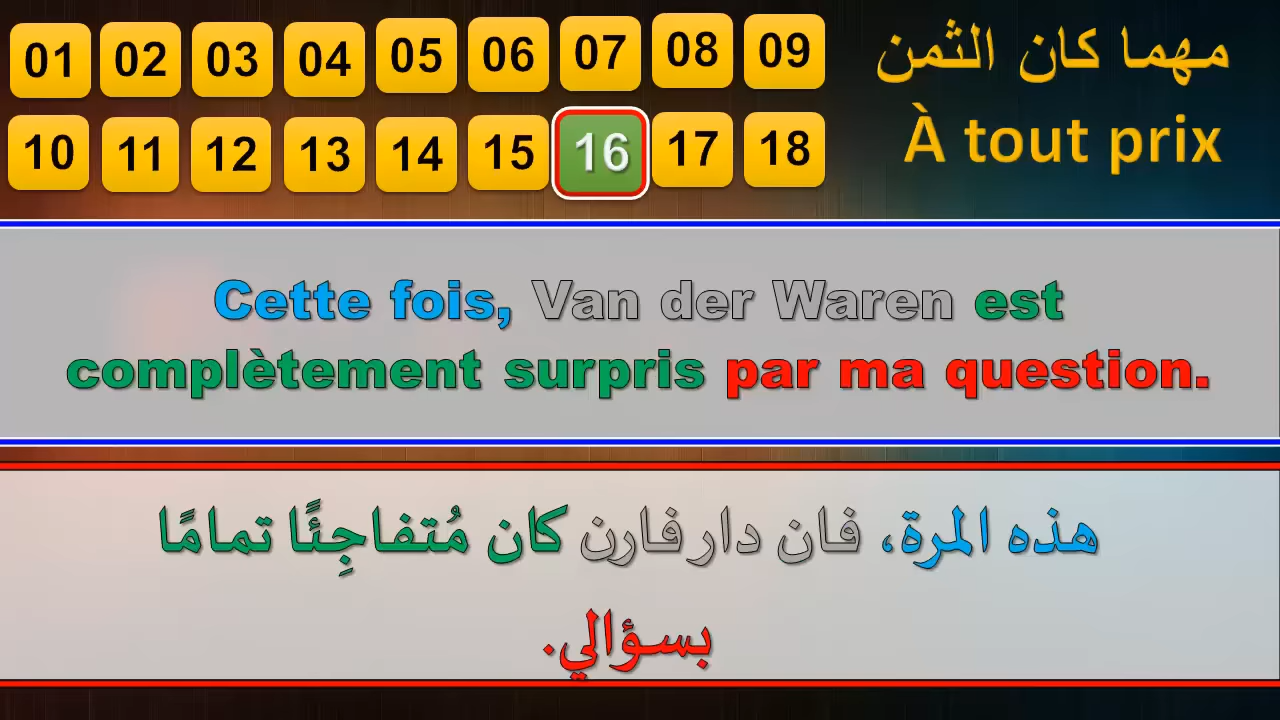 01 02 03 04 05 06 07 08 09
10 11 12 13 14 15 16 17 18
مهما كان الثمن
À tout prix
Cette fois, Van der Waren est
complètement surpris par ma question.
هذه المرة، فان دار فارن كان مُتفاجِئًا تمامًا
بسؤالي.